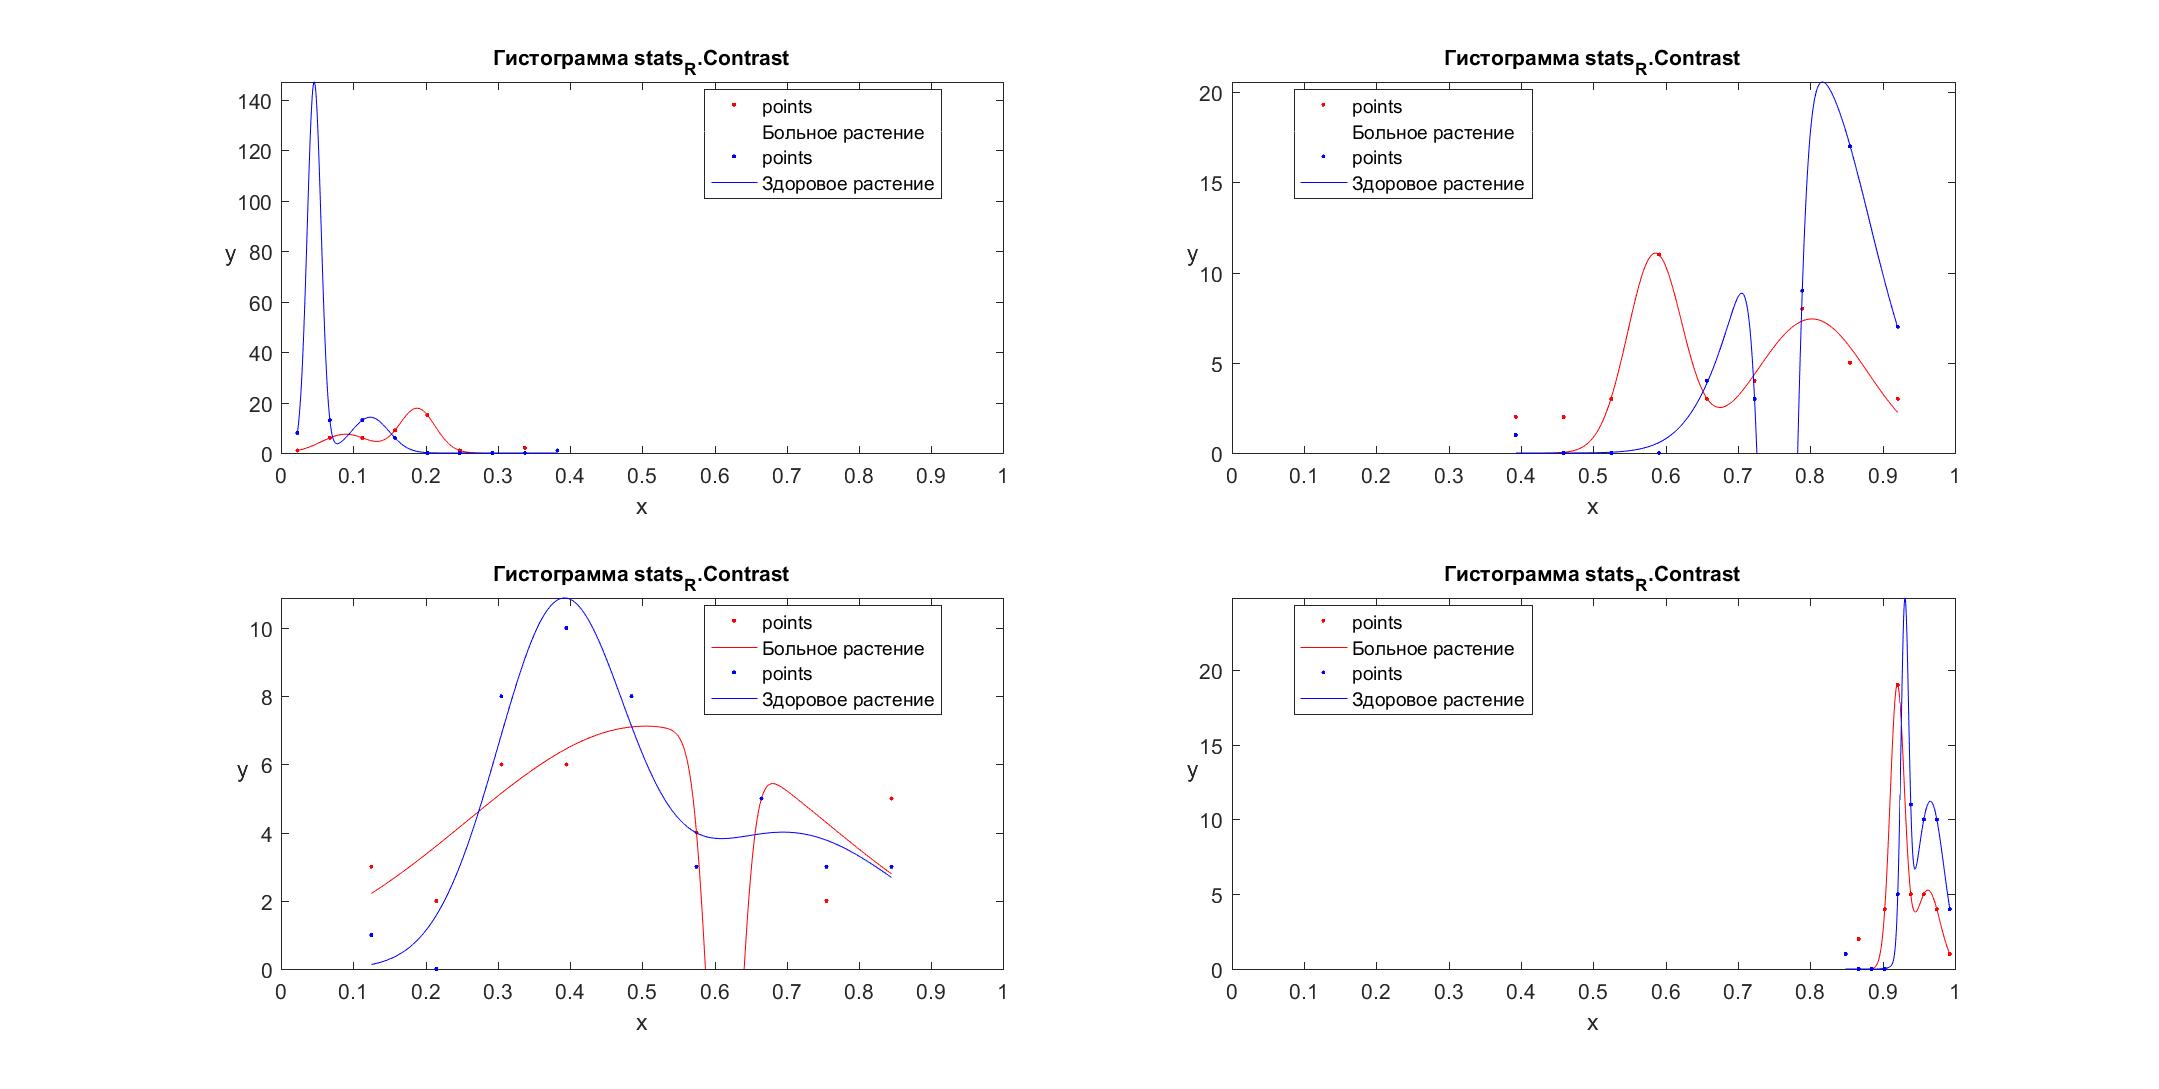 Гистограмма stats_R.Contrast
points
Больное растение
points
Здоровое растение
y
140
120
100
80
60
40
20
0
0 0.1 0.2 0.3 0.4 0.5 0.6 0.7 0.8 0.9 1
x
Гистограмма stats_R.Contrast
points
Больное растение
points
Здоровое растение
y
20
15
10
5
0
0 0.1 0.2 0.3 0.4 0.5 0.6 0.7 0.8 0.9 1
x
Гистограмма stats_R.Contrast
points
Больное растение
points
Здоровое растение
y
10
8
6
4
2
0
0 0.1 0.2 0.3 0.4 0.5 0.6 0.7 0.8 0.9 1
x
Гистограмма stats_R.Contrast
points
Больное растение
points
Здоровое растение
y
20
15
10
5
0
0 0.1 0.2 0.3 0.4 0.5 0.6 0.7 0.8 0.9 1
x